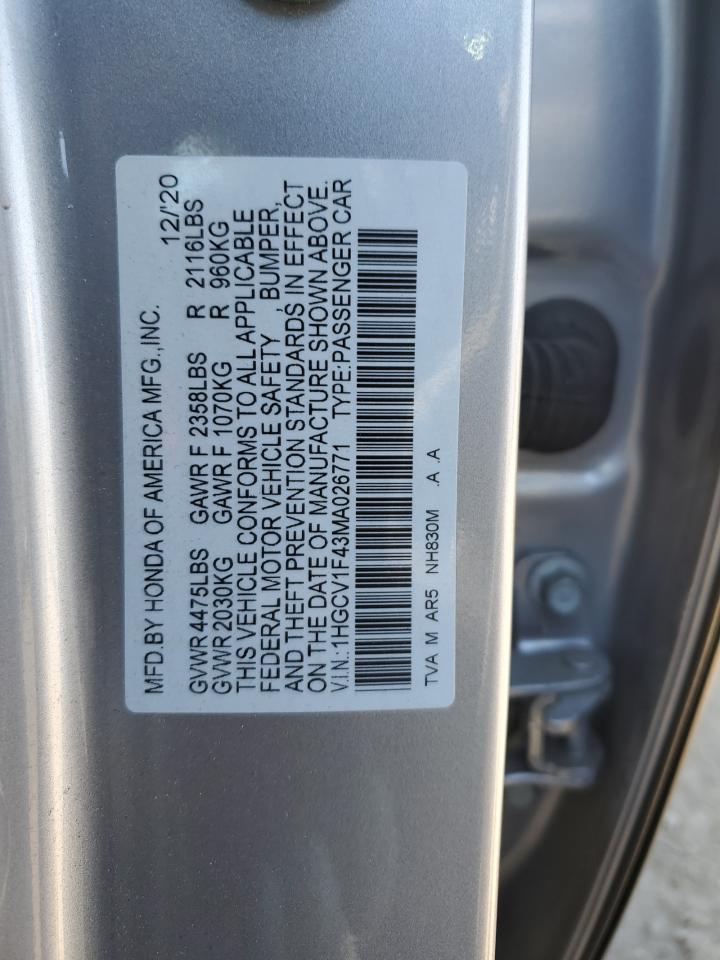 MFD.BY HONDA OF AMERICA MFG.,INC. 12/'20
GVWR 4475LBS GAWR F 2358LBS R 2116LBS
GVWR 2030KG GAWR F 1070KG R 960KG
THIS VEHICLE CONFORMS TO ALL APPLICABLE
FEDERAL MOTOR VEHICLE SAFETY , BUMPER,
AND THEFT PREVENTION STANDARDS IN EFFECT
ON THE DATE OF MANUFACTURE SHOWN ABOVE.
V.I.N.:1HGCV1F43MA026771 TYPE:PASSENGER CAR
TVA M AR5 NH830M .A .A